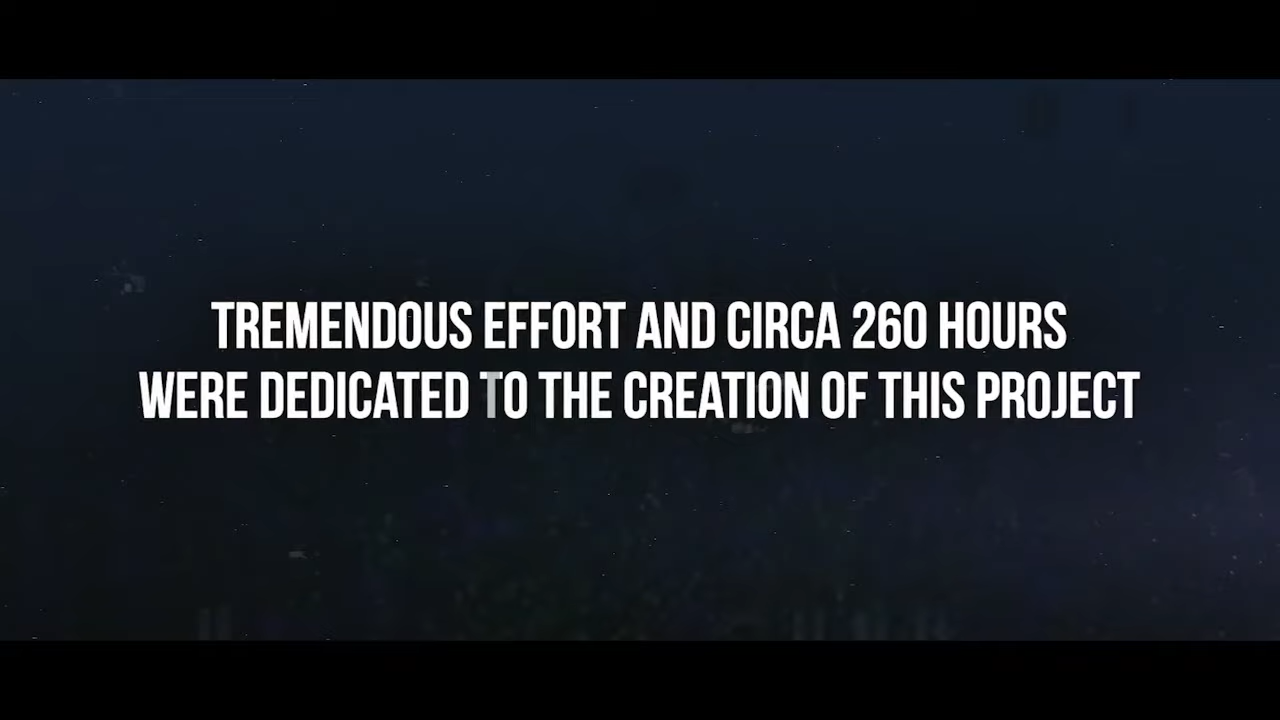 TREMENDOUS EFFORT AND CIRCA 260 HOURS
WERE DEDICATED TO THE CREATION OF THIS PROJECT